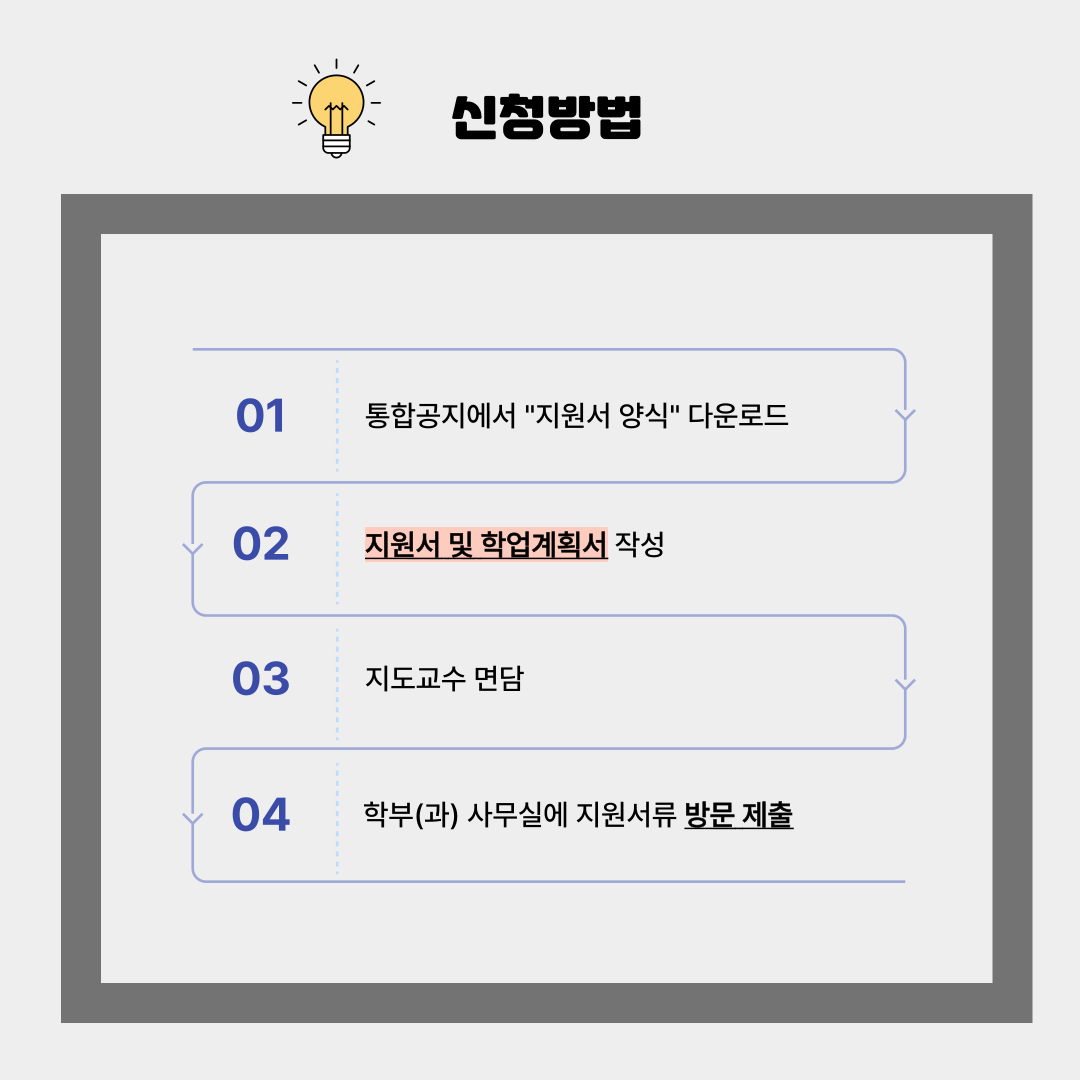 신청방법
01 통합공지에서 "지원서 양식" 다운로드
02 지원서 및 학업계획서 작성
03 지도교수 면담
04 학부(과) 사무실에 지원서류 방문 제출